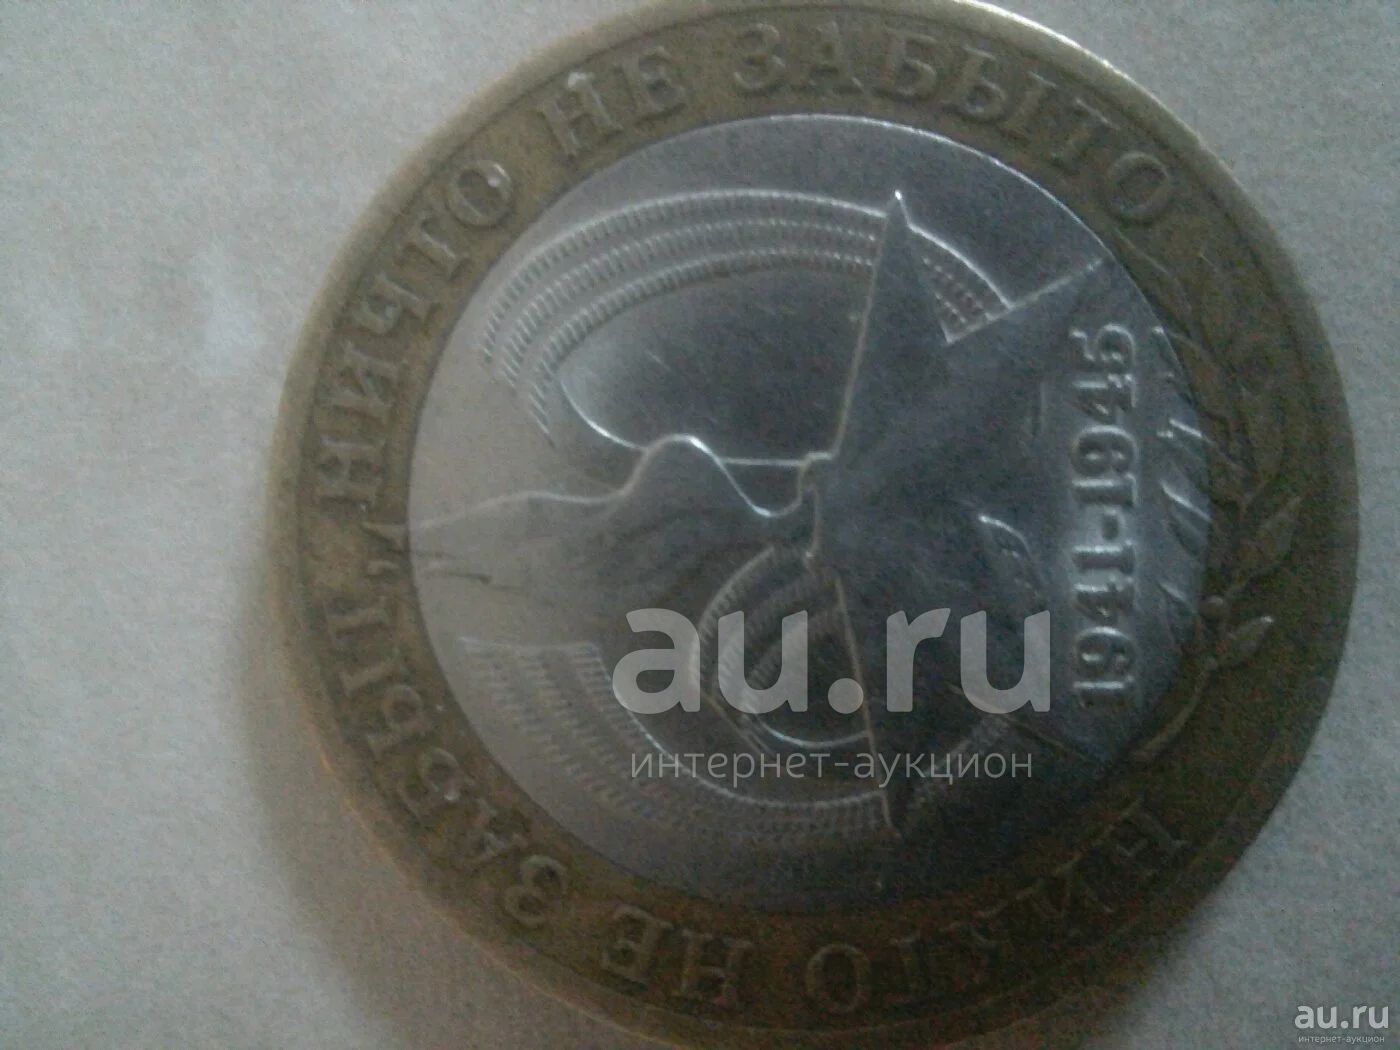 НИКТО НЕ ЗАБЫТ, НИЧТО НЕ ЗАБЫТО
1941·1945
au.ru
интернет-аукцион
au.ru
интернет-аукцион